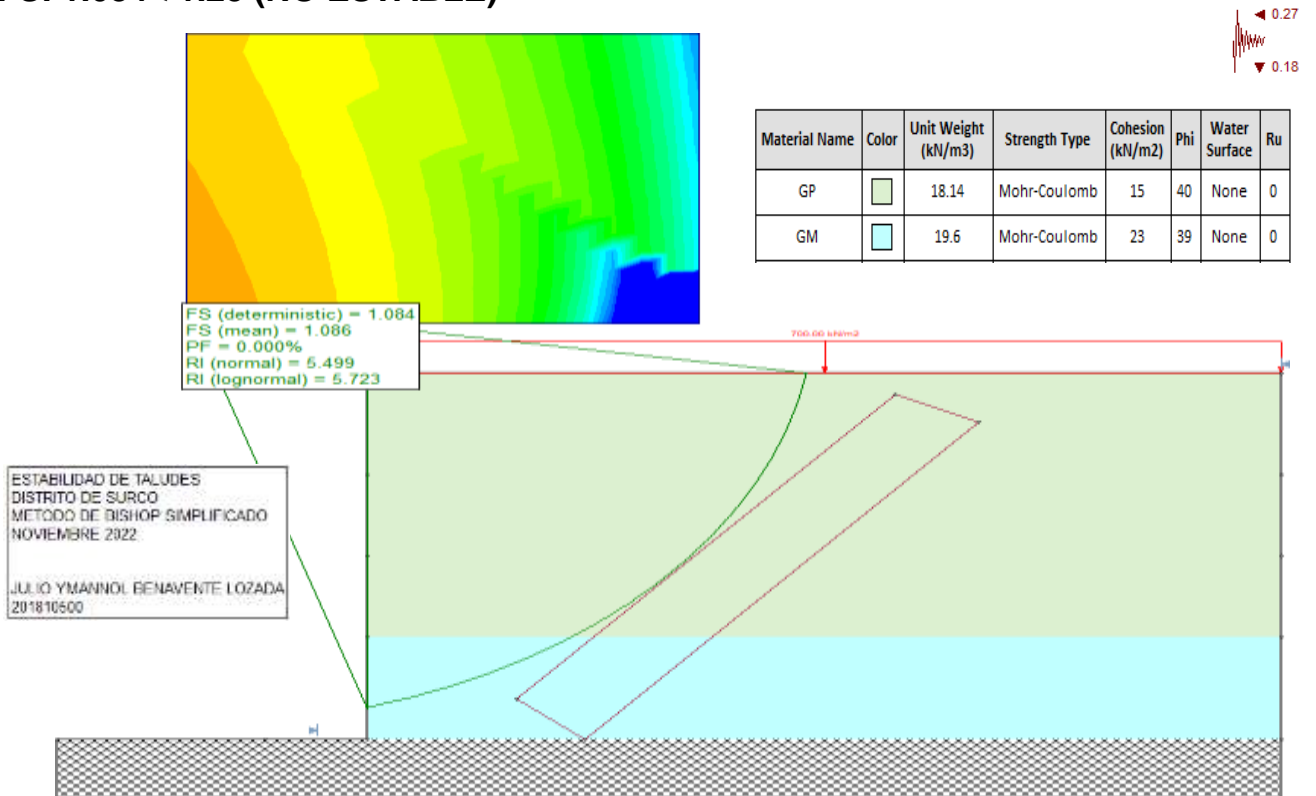 0.27
0.18
Material Name Color Unit Weight (kN/m3) Strength Type Cohesion (kN/m2) Phi Water Surface Ru
GP 18.14 Mohr-Coulomb 15 40 None 0
GM 19.6 Mohr-Coulomb 23 39 None 0
FS (deterministic) = 1.084
FS (mean) = 1.086
PF = 0.000%
RI (normal) = 5.499
RI (lognormal) = 5.723
700.00 kN/m2
ESTABILIDAD DE TALUDES
DISTRITO DE SURCO
METODO DE BISHOP SIMPLIFICADO
NOVIEMBRE 2022
JULIO YMANNOL BENAVENTE LOZADA
201810500